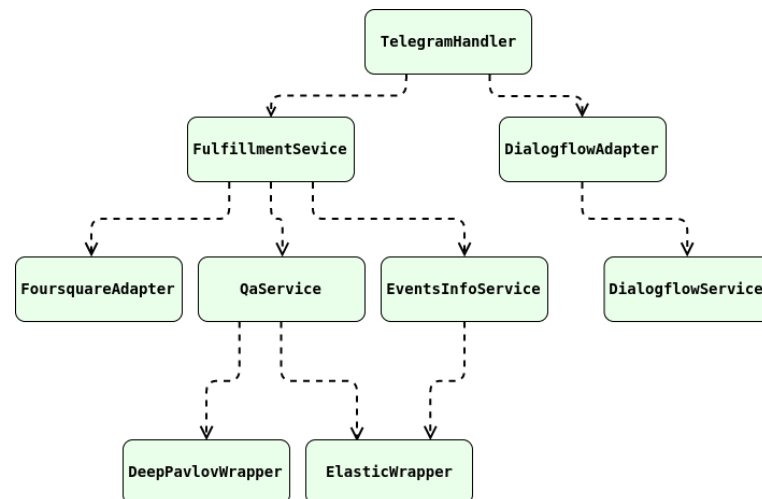 TelegramHandler
FulfillmentSevice
DialogflowAdapter
FoursquareAdapter
QaService
EventsInfoService
DialogflowService
DeepPavlovWrapper
ElasticWrapper